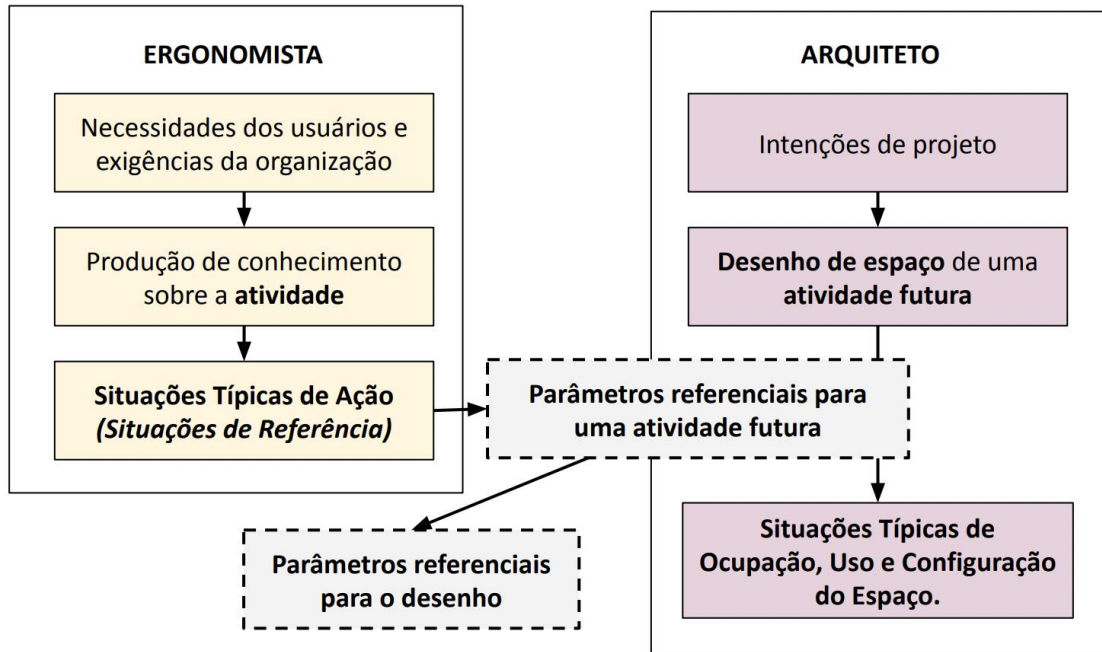 ERGONOMISTA
Necessidades dos usuários e
exigências da organização
Produção de conhecimento
sobre a atividade
Situações Típicas de Ação
(Situações de Referência)
Parâmetros referenciais para
uma atividade futura
Parâmetros referenciais
para o desenho
ARQUITETO
Intenções de projeto
Desenho de espaço de uma
atividade futura
Situações Típicas de
Ocupação, Uso e Configuração
do Espaço.